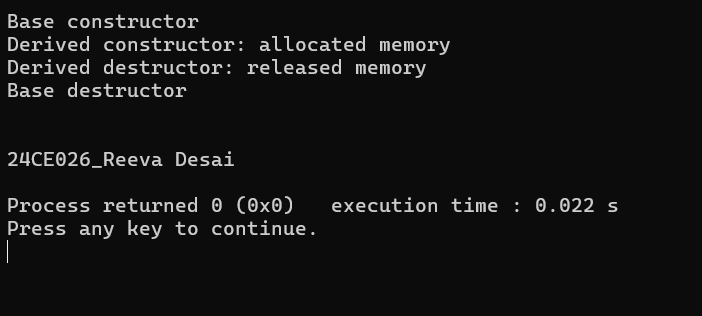 Base constructor
Derived constructor: allocated memory
Derived destructor: released memory
Base destructor
24CE026_Reeva Desai
Process returned 0 (0x0)   execution time : 0.022 s
Press any key to continue.